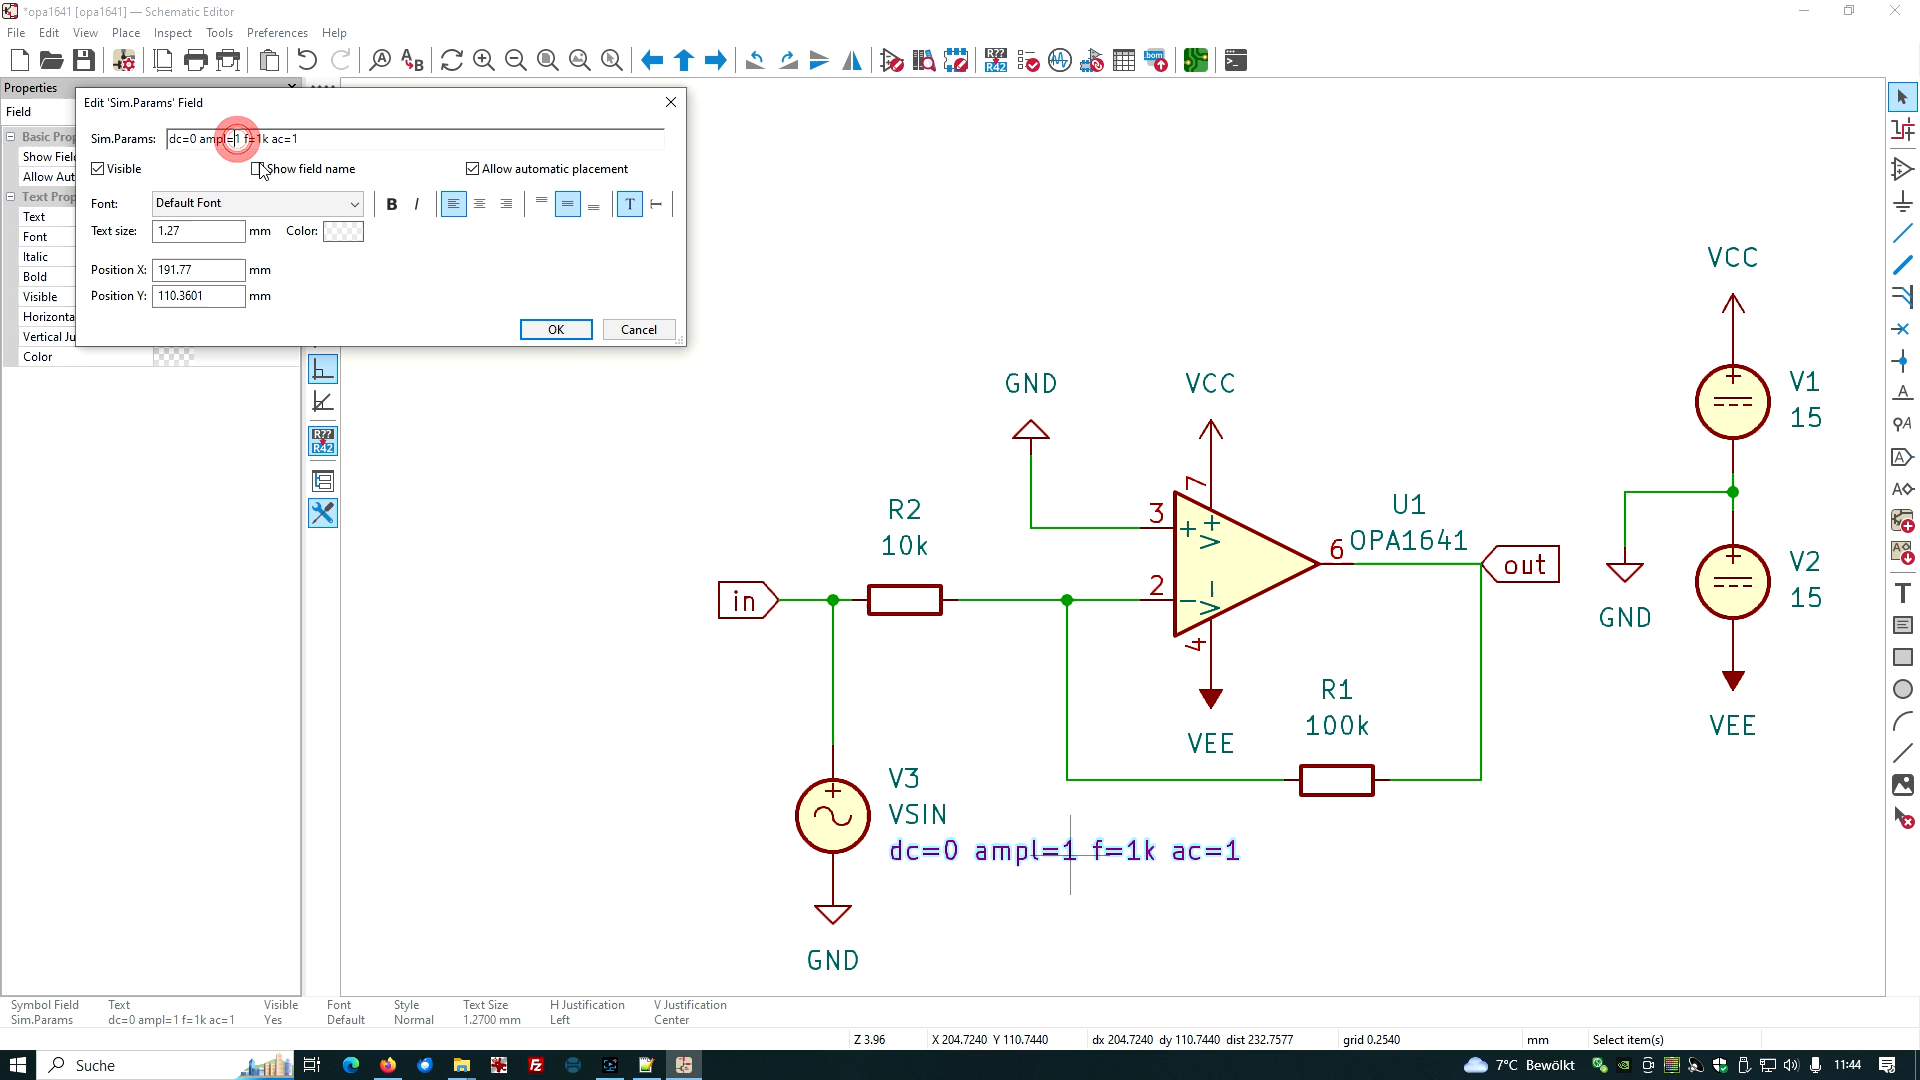 *opa1641 [opa1641] — Schematic Editor
File Edit View Place Inspect Tools Preferences Help
Properties
Field
Basic Prop
Show Fiel
Allow Aut
Text Prop
Text
Font
Italic
Bold
Visible
Horizonta
Vertical Ju
Color
Edit 'Sim.Params' Field
Sim.Params: dc=0 ampl=1 f=1k ac=1
Visible Show field name Allow automatic placement
Font: Default Font B I T T
Text size: 1.27 mm Color:
Position X: 191.77 mm
Position Y: 110.3601 mm
OK Cancel
R??
R42
GND
VCC
R2
10k
3
7
2
4
6
V+
V-
U1
OPA1641
in
out
VEE
R1
100k
V3
VSIN
dc=0 ampl=1 f=1k ac=1
GND
VCC
V1
15
GND
V2
15
VEE
Symbol Field Text Visible Font Style Text Size H Justification V Justification
Sim.Params dc=0 ampl=1 f=1k ac=1 Yes Default Normal 1.2700 mm Left Center
Z 3.96 X 204.7240 Y 110.7440 dx 204.7240 dy 110.7440 dist 232.7577 grid 0.2540 mm Select item(s)
Suche 7°C Bewölkt 11:44